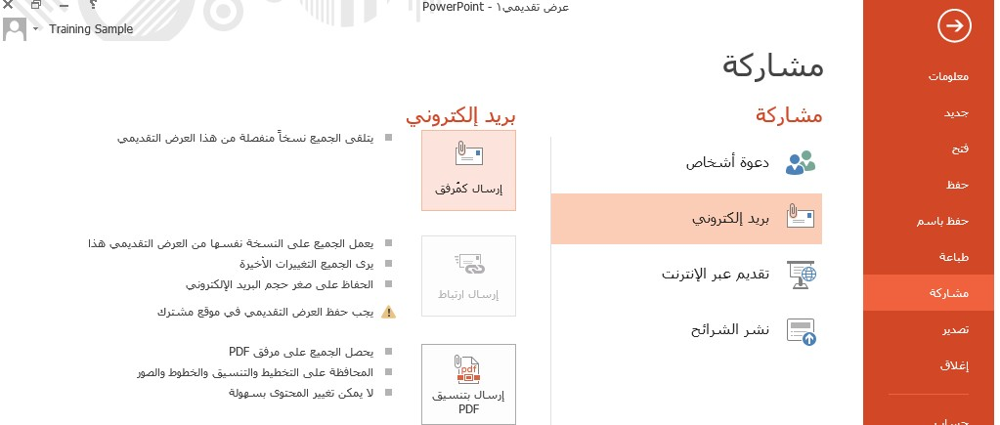 عرض تقديمي١ - PowerPoint
Training Sample
معلومات
جديد
فتح
حفظ
حفظ باسم
طباعة
مشاركة
تصدير
إغلاق
حساب
مشاركة
مشاركة
دعوة أشخاص
بريد إلكتروني
تقديم عبر الإنترنت
نشر الشرائح
بريد إلكتروني
إرسال كمُرفق
يتلقى الجميع نسخاً منفصلة من هذا العرض التقديمي
إرسال ارتباط
يعمل الجميع على النسخة نفسها من العرض التقديمي هذا
يرى الجميع التغييرات الأخيرة
الحفاظ على صغر حجم البريد الإلكتروني
يجب حفظ العرض التقديمي في موقع مشترك
إرسال بتنسيق
PDF
يحصل الجميع على مرفق PDF
المحافظة على التخطيط والتنسيق والخطوط والصور
لا يمكن تغيير المحتوى بسهولة